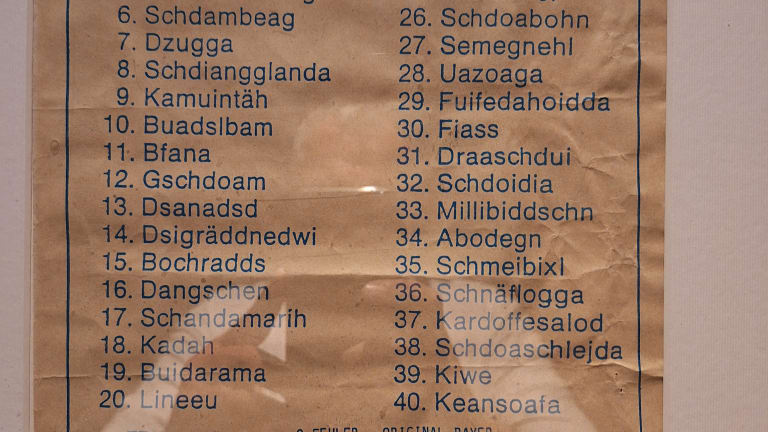 6. Schdambeag
7. Dzugga
8. Schdiangglanda
9. Kamuintäh
10. Buadslbam
11. Bfana
12. Gschdoam
13. Dsanadsd
14. Dsigräddnedwi
15. Bochradds
16. Dangschen
17. Schandamarih
18. Kadah
19. Buidarama
20. Lineeu
26. Schdoabohn
27. Semegnehl
28. Uazoaga
29. Fuifedahoidda
30. Fiass
31. Draaschdui
32. Schdoidia
33. Millibiddschn
34. Abodegn
35. Schmeibixl
36. Schnäflogga
37. Kardoffesalod
38. Schdoaschlejda
39. Kiwe
40. Keansoafa